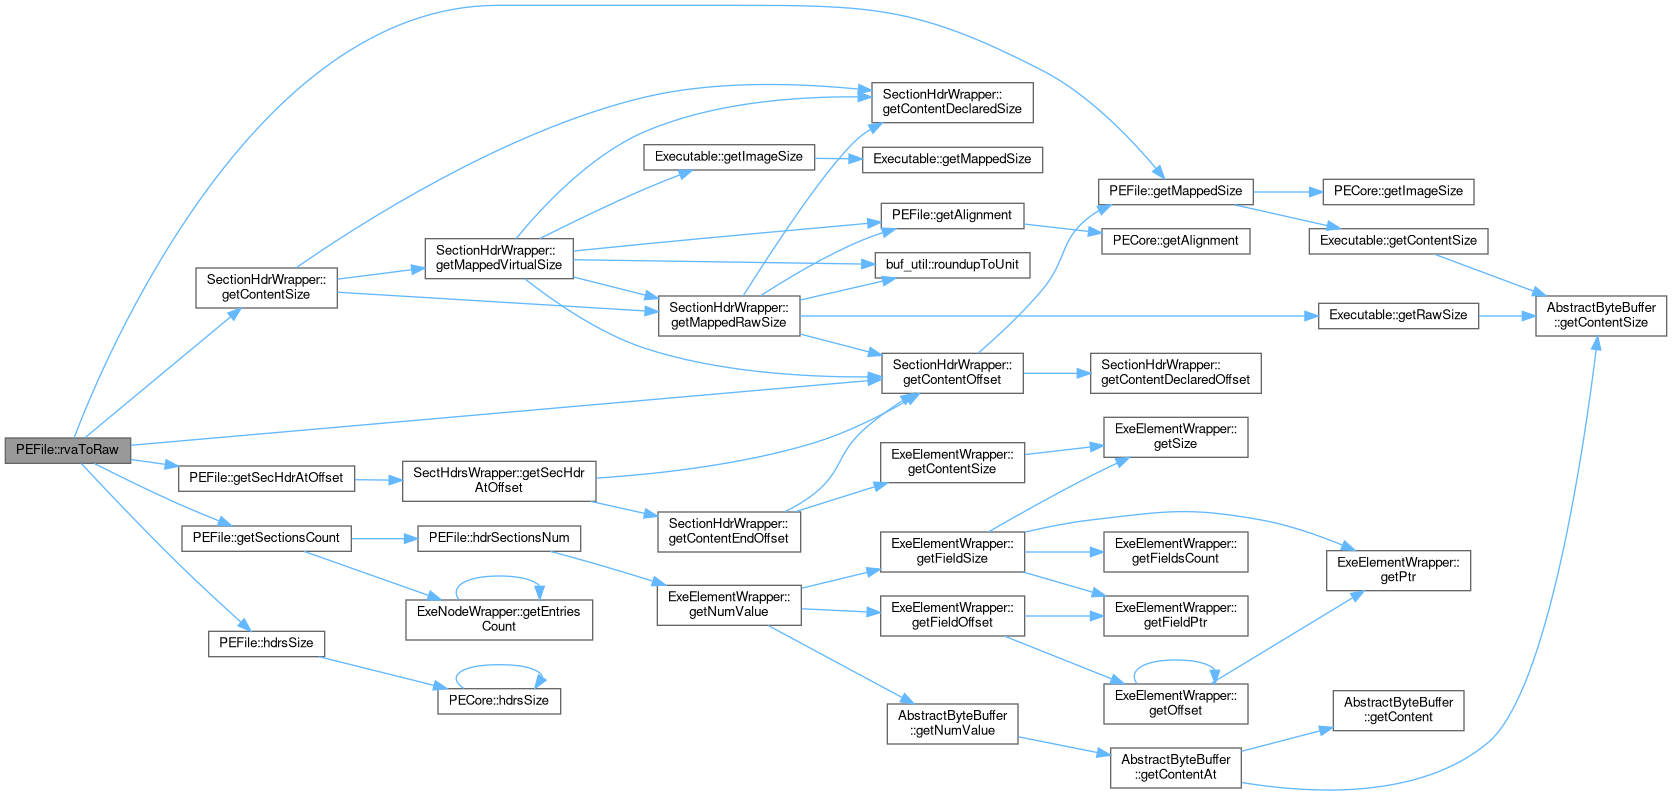 PEFile::rvaToRaw
SectionHdrWrapper::
getContentSize
PEFile::getSecHdrAtOffset
PEFile::getSectionsCount
PEFile::hdrsSize
SectionHdrWrapper::
getMappedVirtualSize
SectHdrsWrapper::getSecHdr
AtOffset
PEFile::hdrSectionsNum
ExeNodeWrapper::getEntries
Count
PECore::hdrsSize
Executable::getImageSize
SectionHdrWrapper::
getMappedRawSize
SectionHdrWrapper::
getContentEndOffset
ExeElementWrapper::
getNumValue
SectionHdrWrapper::
getContentDeclaredSize
Executable::getMappedSize
PEFile::getAlignment
buf_util::roundupToUnit
SectionHdrWrapper::
getContentOffset
ExeElementWrapper::
getContentSize
ExeElementWrapper::
getFieldSize
ExeElementWrapper::
getFieldOffset
AbstractByteBuffer
::getNumValue
PEFile::getMappedSize
PECore::getAlignment
SectionHdrWrapper::
getContentDeclaredOffset
ExeElementWrapper::
getSize
ExeElementWrapper::
getFieldsCount
ExeElementWrapper::
getFieldPtr
ExeElementWrapper::
getOffset
AbstractByteBuffer
::getContentAt
PECore::getImageSize
Executable::getContentSize
Executable::getRawSize
ExeElementWrapper::
getPtr
AbstractByteBuffer
::getContent
AbstractByteBuffer
::getContentSize